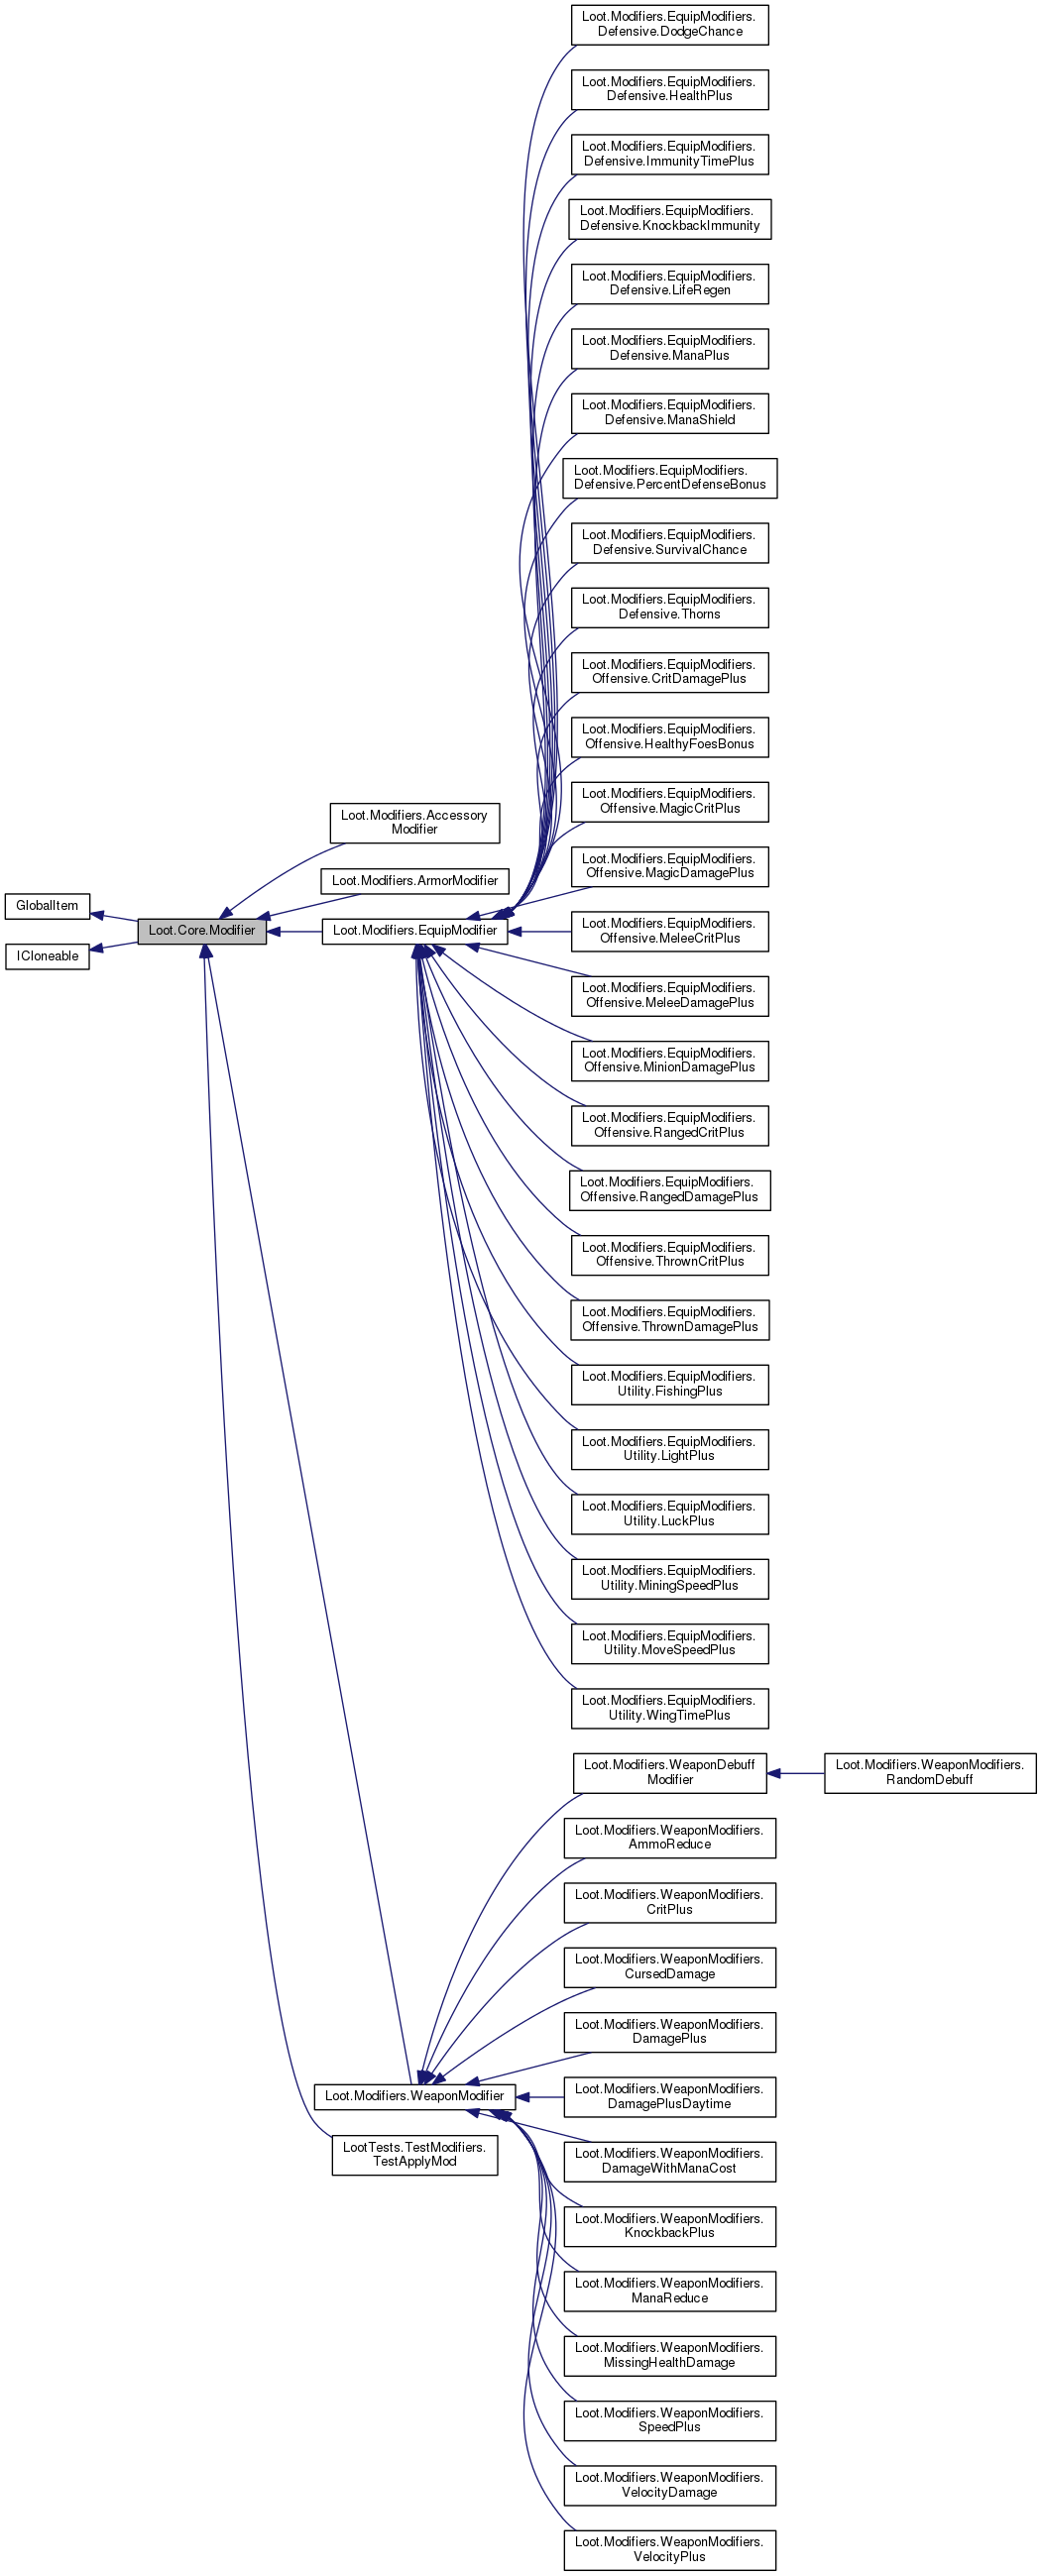 Loot.Modifiers.EquipModifiers.
Defensive.DodgeChance
Loot.Modifiers.EquipModifiers.
Defensive.HealthPlus
Loot.Modifiers.EquipModifiers.
Defensive.ImmunityTimePlus
Loot.Modifiers.EquipModifiers.
Defensive.KnockbackImmunity
Loot.Modifiers.EquipModifiers.
Defensive.LifeRegen
Loot.Modifiers.EquipModifiers.
Defensive.ManaPlus
Loot.Modifiers.EquipModifiers.
Defensive.ManaShield
Loot.Modifiers.EquipModifiers.
Defensive.PercentDefenseBonus
Loot.Modifiers.EquipModifiers.
Defensive.SurvivalChance
Loot.Modifiers.EquipModifiers.
Defensive.Thorns
Loot.Modifiers.EquipModifiers.
Offensive.CritDamagePlus
Loot.Modifiers.EquipModifiers.
Offensive.HealthyFoesBonus
Loot.Modifiers.EquipModifiers.
Offensive.MagicCritPlus
Loot.Modifiers.Accessory
Modifier
Loot.Modifiers.EquipModifiers.
Offensive.MagicDamagePlus
Loot.Modifiers.ArmorModifier
GlobalItem
Loot.Core.Modifier
Loot.Modifiers.EquipModifier
Loot.Modifiers.EquipModifiers.
Offensive.MeleeCritPlus
ICloneable
Loot.Modifiers.EquipModifiers.
Offensive.MeleeDamagePlus
Loot.Modifiers.EquipModifiers.
Offensive.MinionDamagePlus
Loot.Modifiers.EquipModifiers.
Offensive.RangedCritPlus
Loot.Modifiers.EquipModifiers.
Offensive.RangedDamagePlus
Loot.Modifiers.EquipModifiers.
Offensive.ThrownCritPlus
Loot.Modifiers.EquipModifiers.
Offensive.ThrownDamagePlus
Loot.Modifiers.EquipModifiers.
Utility.FishingPlus
Loot.Modifiers.EquipModifiers.
Utility.LightPlus
Loot.Modifiers.EquipModifiers.
Utility.LuckPlus
Loot.Modifiers.EquipModifiers.
Utility.MiningSpeedPlus
Loot.Modifiers.EquipModifiers.
Utility.MoveSpeedPlus
Loot.Modifiers.EquipModifiers.
Utility.WingTimePlus
Loot.Modifiers.WeaponDebuff
Modifier
Loot.Modifiers.WeaponModifiers.
RandomDebuff
Loot.Modifiers.WeaponModifiers.
AmmoReduce
Loot.Modifiers.WeaponModifiers.
CritPlus
Loot.Modifiers.WeaponModifiers.
CursedDamage
Loot.Modifiers.WeaponModifiers.
DamagePlus
Loot.Modifiers.WeaponModifier
Loot.Modifiers.WeaponModifiers.
DamagePlusDaytime
LootTests.TestModifiers.
TestApplyMod
Loot.Modifiers.WeaponModifiers.
DamageWithManaCost
Loot.Modifiers.WeaponModifiers.
KnockbackPlus
Loot.Modifiers.WeaponModifiers.
ManaReduce
Loot.Modifiers.WeaponModifiers.
MissingHealthDamage
Loot.Modifiers.WeaponModifiers.
SpeedPlus
Loot.Modifiers.WeaponModifiers.
VelocityDamage
Loot.Modifiers.WeaponModifiers.
VelocityPlus